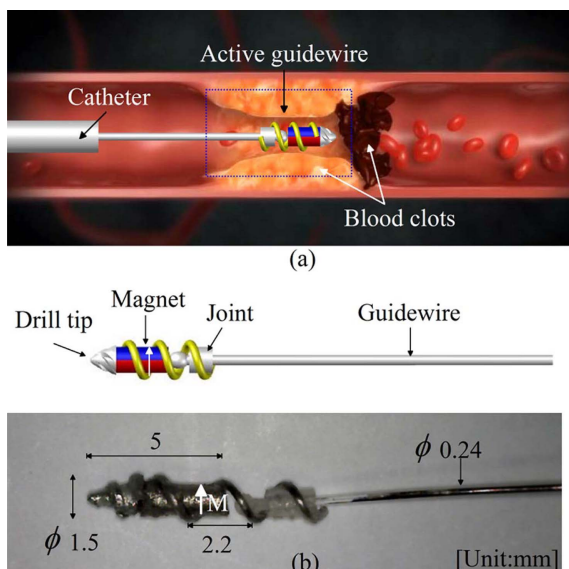 Active guidewire
Catheter
Blood clots
(a)
Magnet
Joint
Guidewire
Drill tip
5
ϕ 0.24
M
ϕ 1.5
2.2
(b)
[Unit:mm]